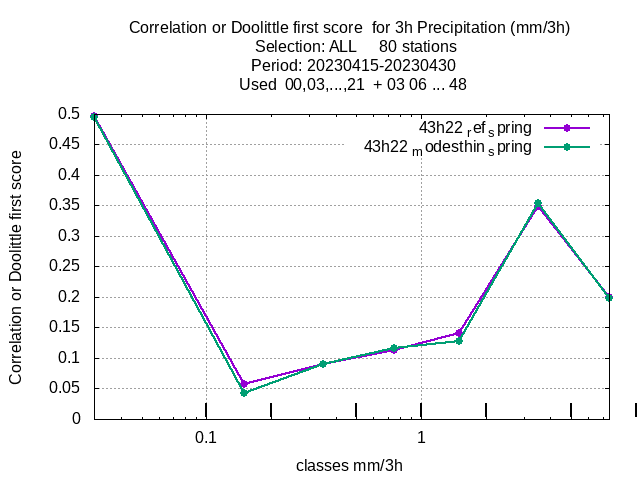 Correlation or Doolittle first score  for 3h Precipitation (mm/3h)
Selection: ALL     80 stations
Period: 20230415-20230430
Used  00,03,...,21  + 03 06 ... 48
0.5
0.45
0.4
0.35
0.3
0.25
0.2
0.15
0.1
0.05
0
Correlation or Doolittle first score
43h22 ref spring
43h22 modesthin spring
0.1
1
classes mm/3h